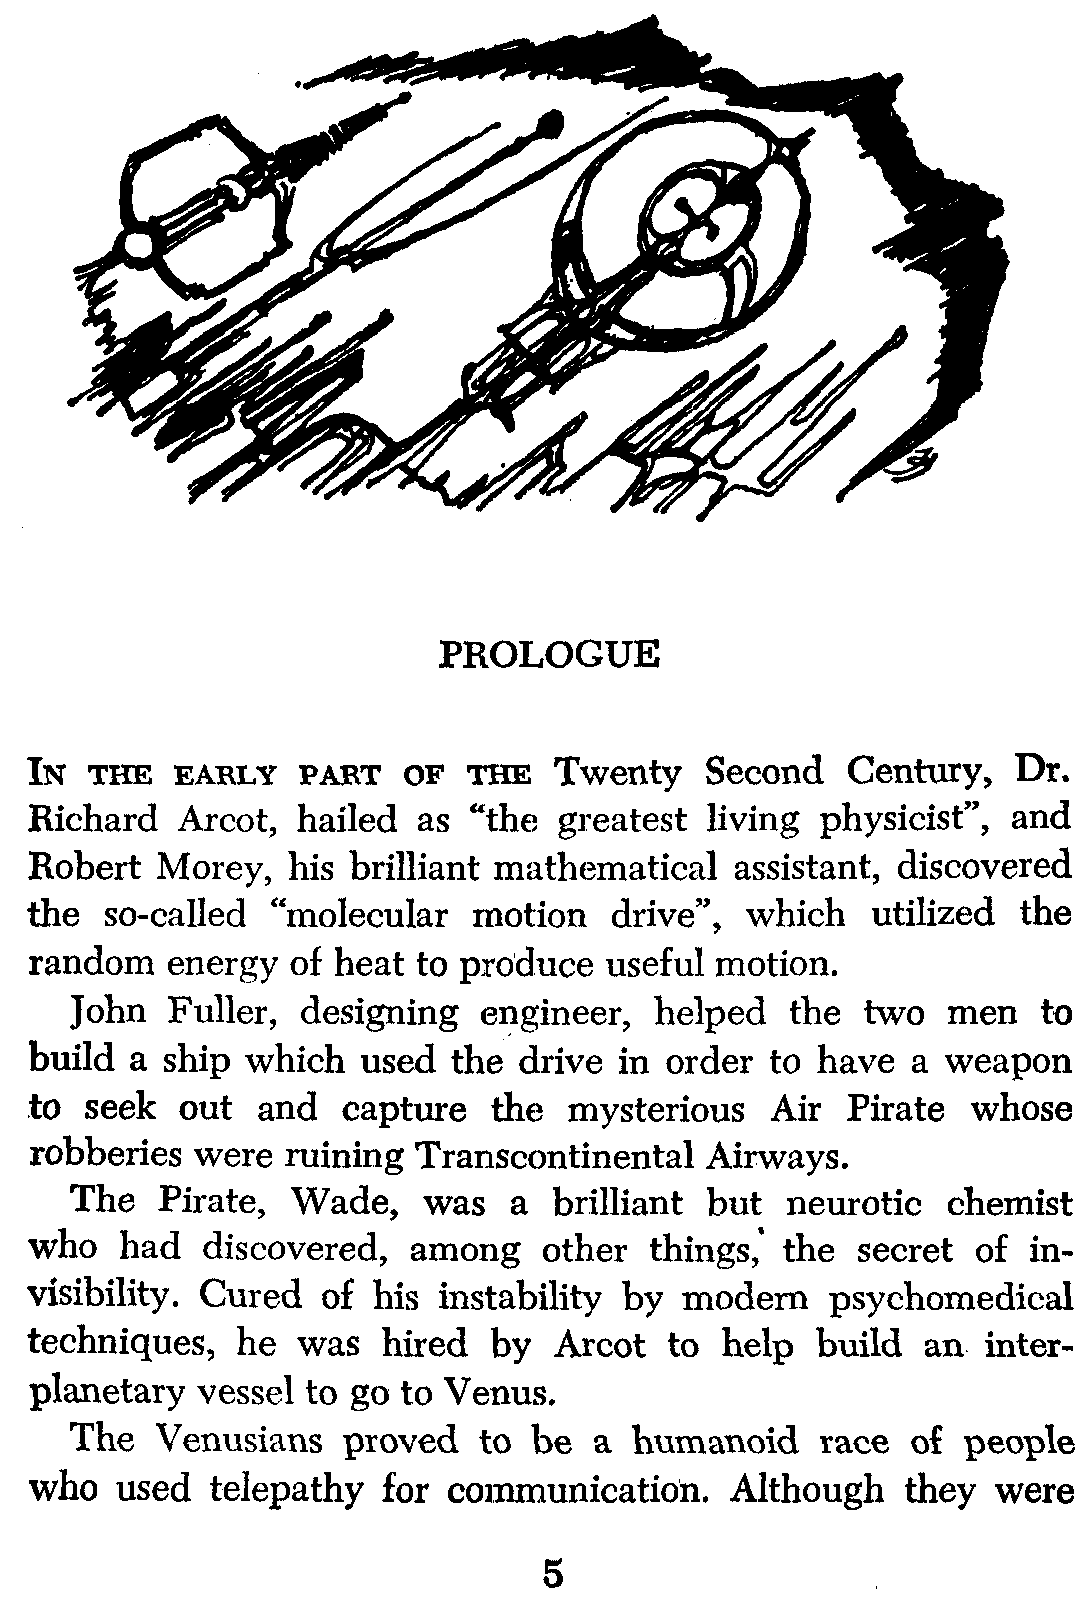 PROLOGUE
IN THE EARLY PART OF THE Twenty Second Century, Dr.
Richard Arcot, hailed as “the greatest living physicist”, and
Robert Morey, his brilliant mathematical assistant, discovered
the so-called “molecular motion drive”, which utilized the
random energy of heat to produce useful motion.
John Fuller, designing engineer, helped the two men to
build a ship which used the drive in order to have a weapon
to seek out and capture the mysterious Air Pirate whose
robberies were ruining Transcontinental Airways.
The Pirate, Wade, was a brilliant but neurotic chemist
who had discovered, among other things, the secret of in-
visibility. Cured of his instability by modern psychomedical
techniques, he was hired by Arcot to help build an inter-
planetary vessel to go to Venus.
The Venusians proved to be a humanoid race of people
who used telepathy for communication. Although they were
5